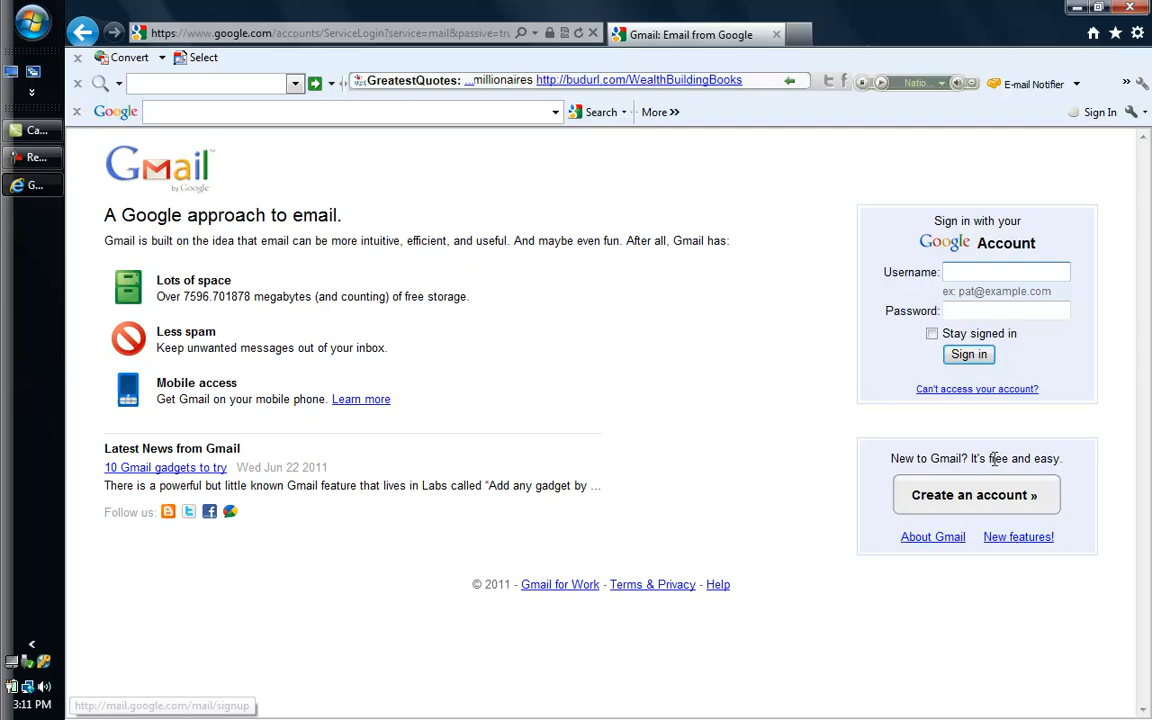 https://www.google.com/accounts/ServiceLogin?service=mail&passive=tru
Gmail: Email from Google
Convert
Select
GreatestQuotes: ...millionaires http://budurl.com/WealthBuildingBooks
Natio...
E-mail Notifier
Google
Search
More >>
Sign In
Ca...
Re...
G...
Gmail
by Google
A Google approach to email.
Gmail is built on the idea that email can be more intuitive, efficient, and useful. And maybe even fun. After all, Gmail has:
Lots of space
Over 7596.701878 megabytes (and counting) of free storage.
Less spam
Keep unwanted messages out of your inbox.
Mobile access
Get Gmail on your mobile phone. Learn more
Latest News from Gmail
10 Gmail gadgets to try Wed Jun 22 2011
There is a powerful but little known Gmail feature that lives in Labs called “Add any gadget by ...
Follow us:
Sign in with your
Google Account
Username:
ex: pat@example.com
Password:
Stay signed in
Sign in
Can't access your account?
New to Gmail? It's free and easy.
Create an account »
About Gmail New features!
© 2011 - Gmail for Work - Terms & Privacy - Help
http://mail.google.com/mail/signup
3:11 PM